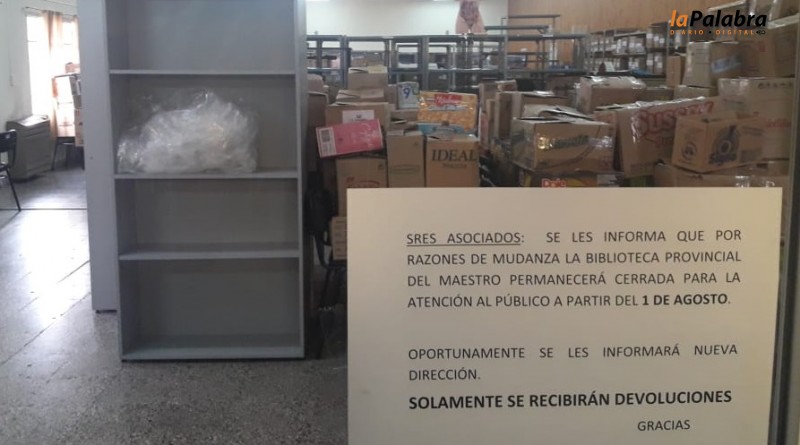 laPalabra
DIARIO DIGITAL
IDEAL
9
SRES ASOCIADOS: SE LES INFORMA QUE POR
RAZONES DE MUDANZA LA BIBLIOTECA PROVINCIAL
DEL MAESTRO PERMANECERÁ CERRADA PARA LA
ATENCIÓN AL PÚBLICO A PARTIR DEL 1 DE AGOSTO.
OPORTUNAMENTE SE LES INFORMARÁ NUEVA
DIRECCIÓN.
SOLAMENTE SE RECIBIRÁN DEVOLUCIONES
GRACIAS